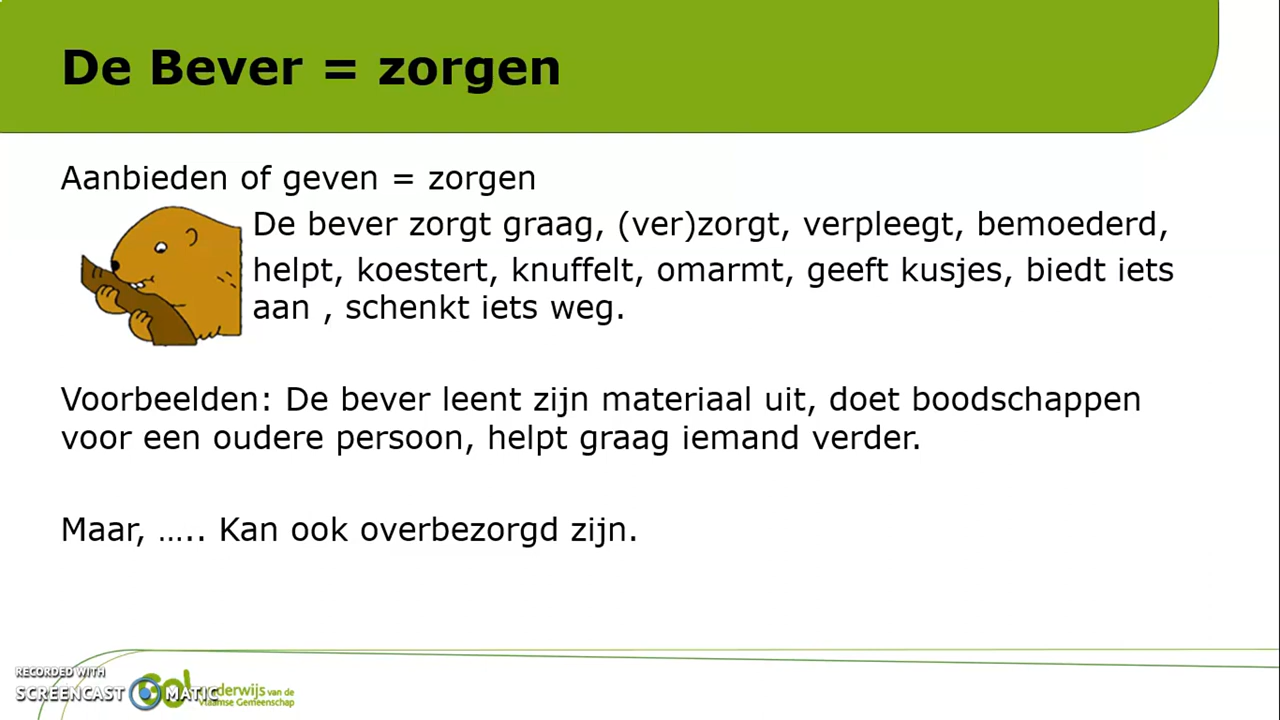 De Bever = zorgen
Aanbieden of geven = zorgen
De bever zorgt graag, (ver)zorgt, verpleegt, bemoederd,
helpt, koestert, knuffelt, omarmt, geeft kusjes, biedt iets
aan , schenkt iets weg.
Voorbeelden: De bever leent zijn materiaal uit, doet boodschappen
voor een oudere persoon, helpt graag iemand verder.
Maar, ..... Kan ook overbezorgd zijn.
RECORDED WITH
SCREENCAST MATIC
van de
Vlaamse Gemeenschap